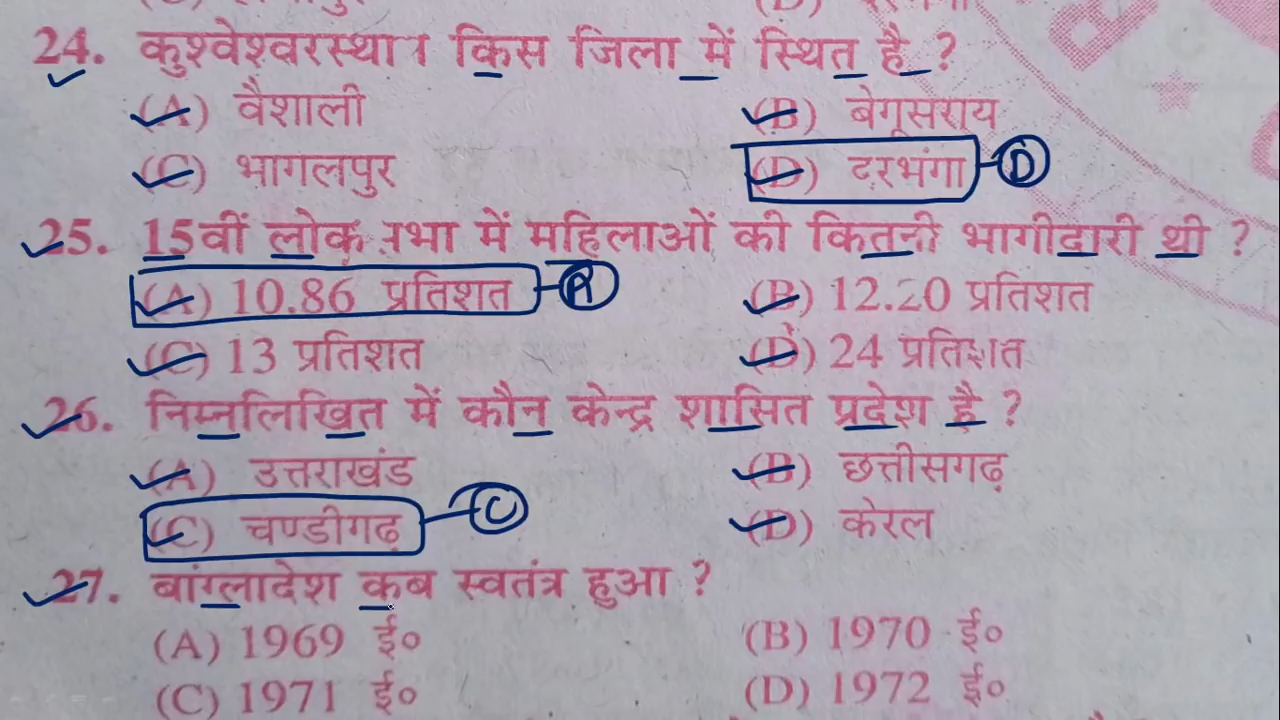 24. कुश्वेश्वरस्था किस जिला में स्थित है ?
(A) वैशाली (B) बेगूसराय
(C) भागलपुर (D) दरभंगा D
25. 15वीं लोक सभा में महिलाओं की कितनी भागीदारी थी ?
(A) 10.86 प्रतिशत A (B) 12.20 प्रतिशत
(C) 13 प्रतिशत (D) 24 प्रतिशत
26. निम्नलिखित में कौन केन्द्र शासित प्रदेश है ?
(A) उत्तराखंड (B) छत्तीसगढ़
(C) चण्डीगढ़ C (D) केरल
27. बांग्लादेश कब स्वतंत्र हुआ ?
(A) 1969 ई० (B) 1970 ई०
(C) 1971 ई० (D) 1972 ई०